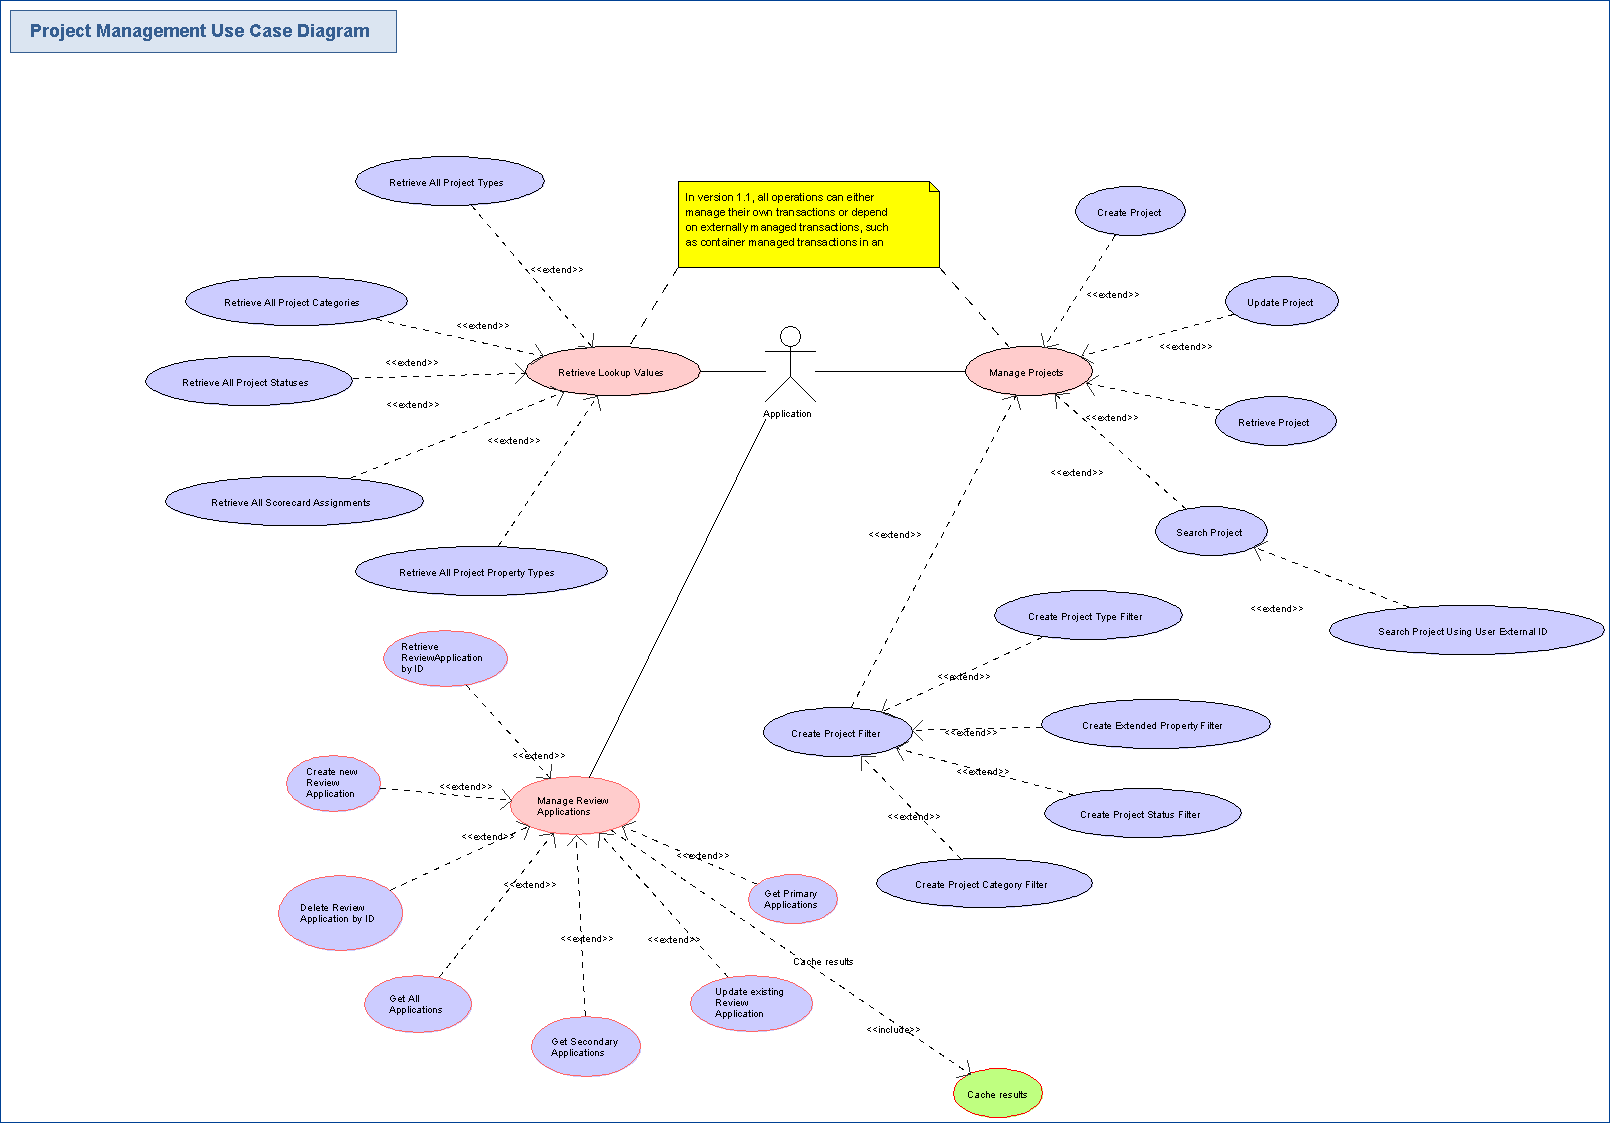 Project Management Use Case Diagram
Retrieve All Project Types
In version 1.1, all operations can either
manage their own transactions or depend
on externally managed transactions, such
as container managed transactions in an
Create Project
<<extend>>
<<extend>>
Retrieve All Project Categories
Update Project
<<extend>>
<<extend>>
<<extend>>
Retrieve All Project Statuses
Retrieve Lookup Values
Manage Projects
<<extend>>
Application
<<extend>>
Retrieve Project
<<extend>>
<<extend>>
Retrieve All Scorecard Assignments
<<extend>>
Search Project
Retrieve All Project Property Types
<<extend>>
Create Project Type Filter
Search Project Using User External ID
Retrieve
ReviewApplication
by ID
<<extend>>
Create Extended Property Filter
Create Project Filter
<<extend>>
<<extend>>
<<extend>>
Create new
Review
Application
<<extend>>
Manage Review
Applications
<<extend>>
Create Project Status Filter
<<extend>>
<<extend>>
<<extend>>
Create Project Category Filter
Get Primary
Applications
Delete Review
Application by ID
<<extend>>
<<extend>>
Cache results
Get All
Applications
Update existing
Review
Application
<<include>>
Get Secondary
Applications
Cache results